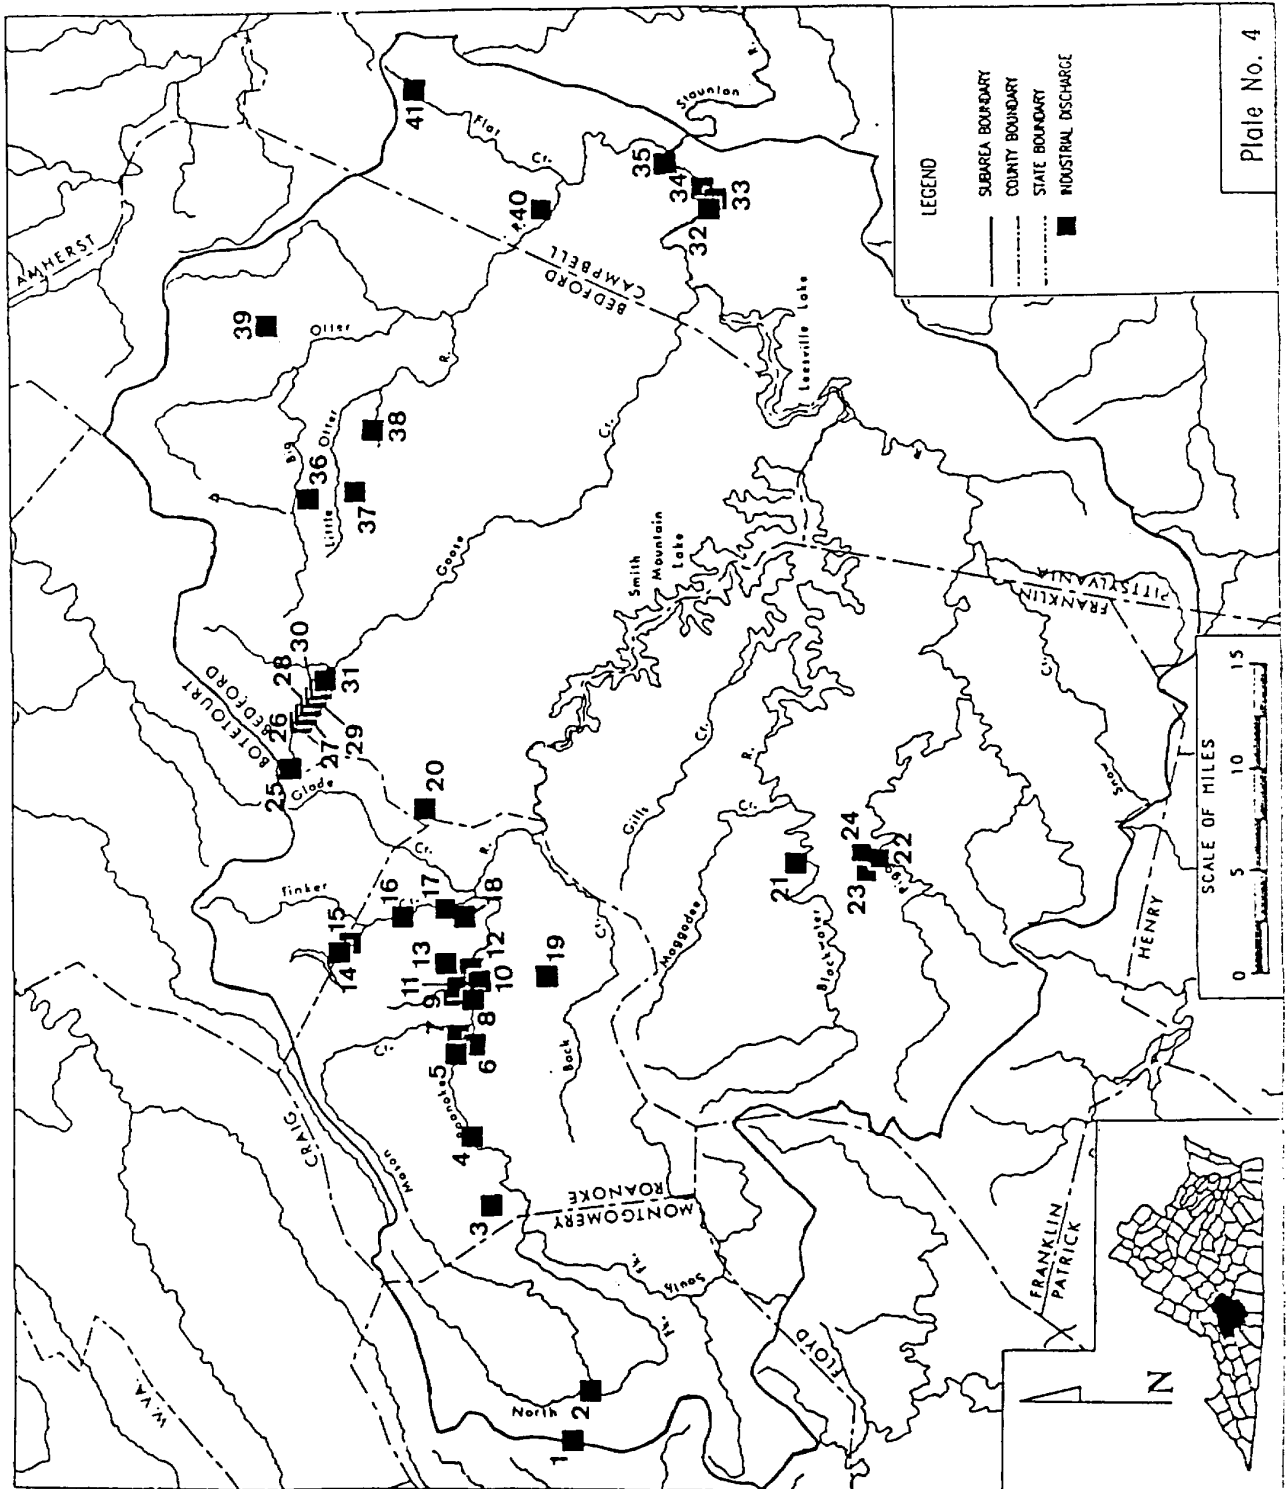 W.VA.
CRAIG
BOTETOURT
BEDFORD
AMHERST
MONTGOMERY
ROANOKE
BEDFORD
CAMPBELL
FLOYD
FRANKLIN
PATRICK
HENRY
FRANKLIN
PITTSYLVANIA
North
Fk.
South
Fk.
Mason
Cr.
Roanoke
R.
Tinker
Cr.
Glade
Cr.
Back
Cr.
Maggodee
Cr.
Gills
Cr.
Blackwater
R.
Pigg
R.
Snow
Cr.
Smith
Mountain
Lake
Leesville Lake
Goose
Cr.
Big
Otter
R.
Little
Otter
R.
Flat
Cr.
Staunton
R.
1
2
3
4
5
6
7
8
9
10
11
12
13
14
15
16
17
18
19
20
21
22
23
24
25
26
27
28
29
30
31
32
33
34
35
36
37
38
39
40
41
N
SCALE OF MILES
0 5 10 15
LEGEND
SUBAREA BOUNDARY
COUNTY BOUNDARY
STATE BOUNDARY
INDUSTRIAL DISCHARGE
Plate No. 4